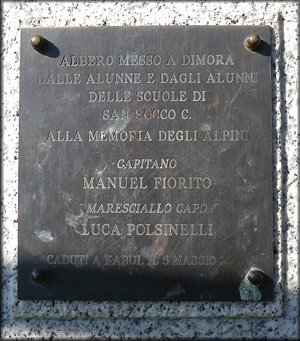 ALBERO MESSO A DIMORA
DALLE ALUNNE E DAGLI ALUNNI
DELLE SCUOLE DI
SAN ROCCO C.
ALLA MEMORIA DEGLI ALPINI
CAPITANO
MANUEL FIORITO
MARESCIALLO CAPO
LUCA POLSINELLI
CADUTI A KABUL 5 MAGGIO